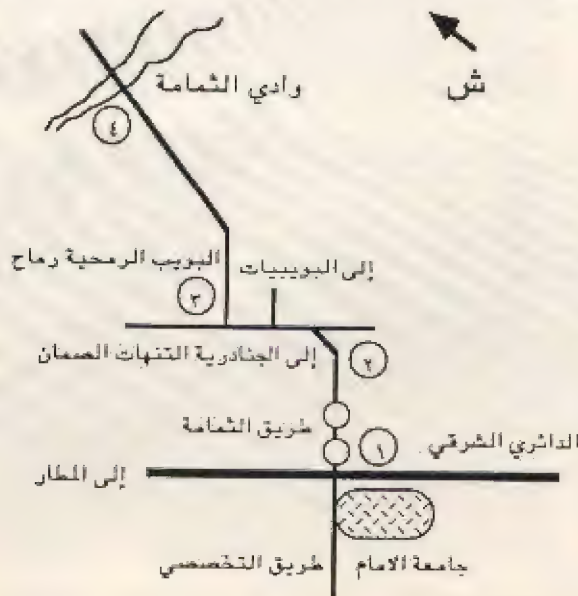 ش
وادي الثمامة
٤
البويب الرمحية رماح
إلى البويبيات
٣
إلى الجنادرية التنهات الصمان
٢
طريق الثمامة
١
الدائري الشرقي
إلى المطار
جامعة الامام
طريق التخصصي